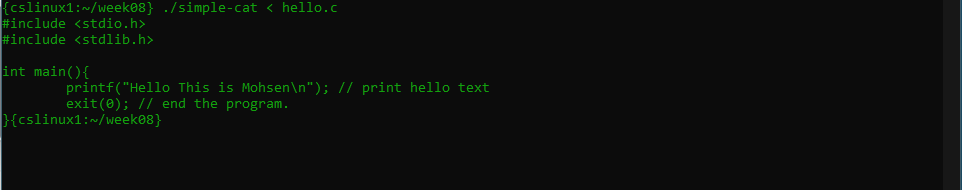 {cslinux1:~/week08} ./simple-cat < hello.c
#include <stdio.h>
#include <stdlib.h>

int main(){
        printf("Hello This is Mohsen\n"); // print hello text
        exit(0); // end the program.
}{cslinux1:~/week08}